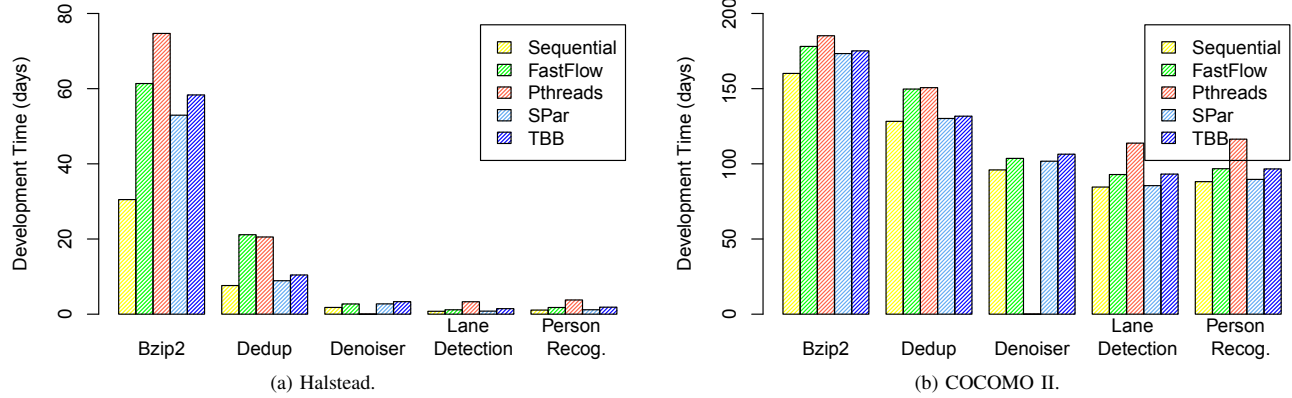 Development Time (days)
0
20
40
60
80
Sequential
FastFlow
Pthreads
SPar
TBB
Bzip2
Dedup
Denoiser
Lane
Detection
Person
Recog.
(a) Halstead.
Development Time (days)
0
50
100
150
200
Sequential
FastFlow
Pthreads
SPar
TBB
Bzip2
Dedup
Denoiser
Lane
Detection
Person
Recog.
(b) COCOMO II.